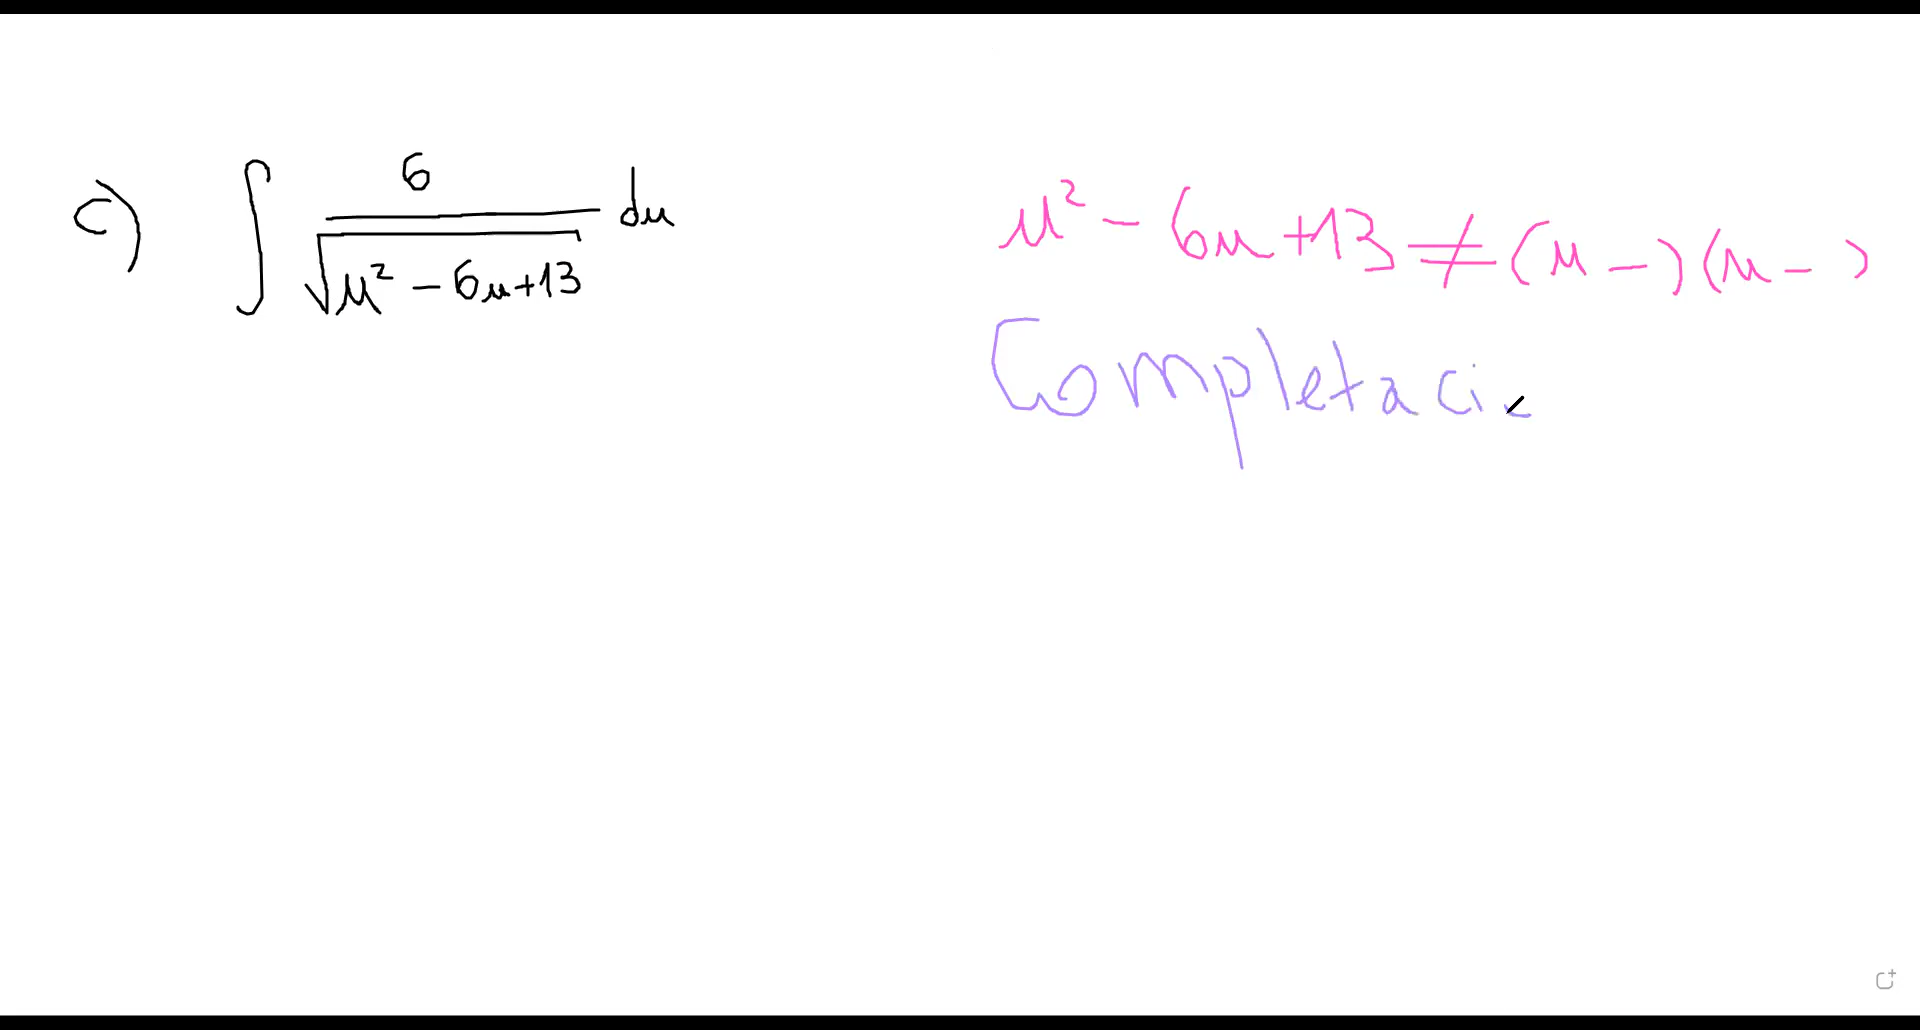 c) ∫ 6 / √(u² - 6u + 13) du
u² - 6u + 13 ≠ (u - )(u - )
Completaci